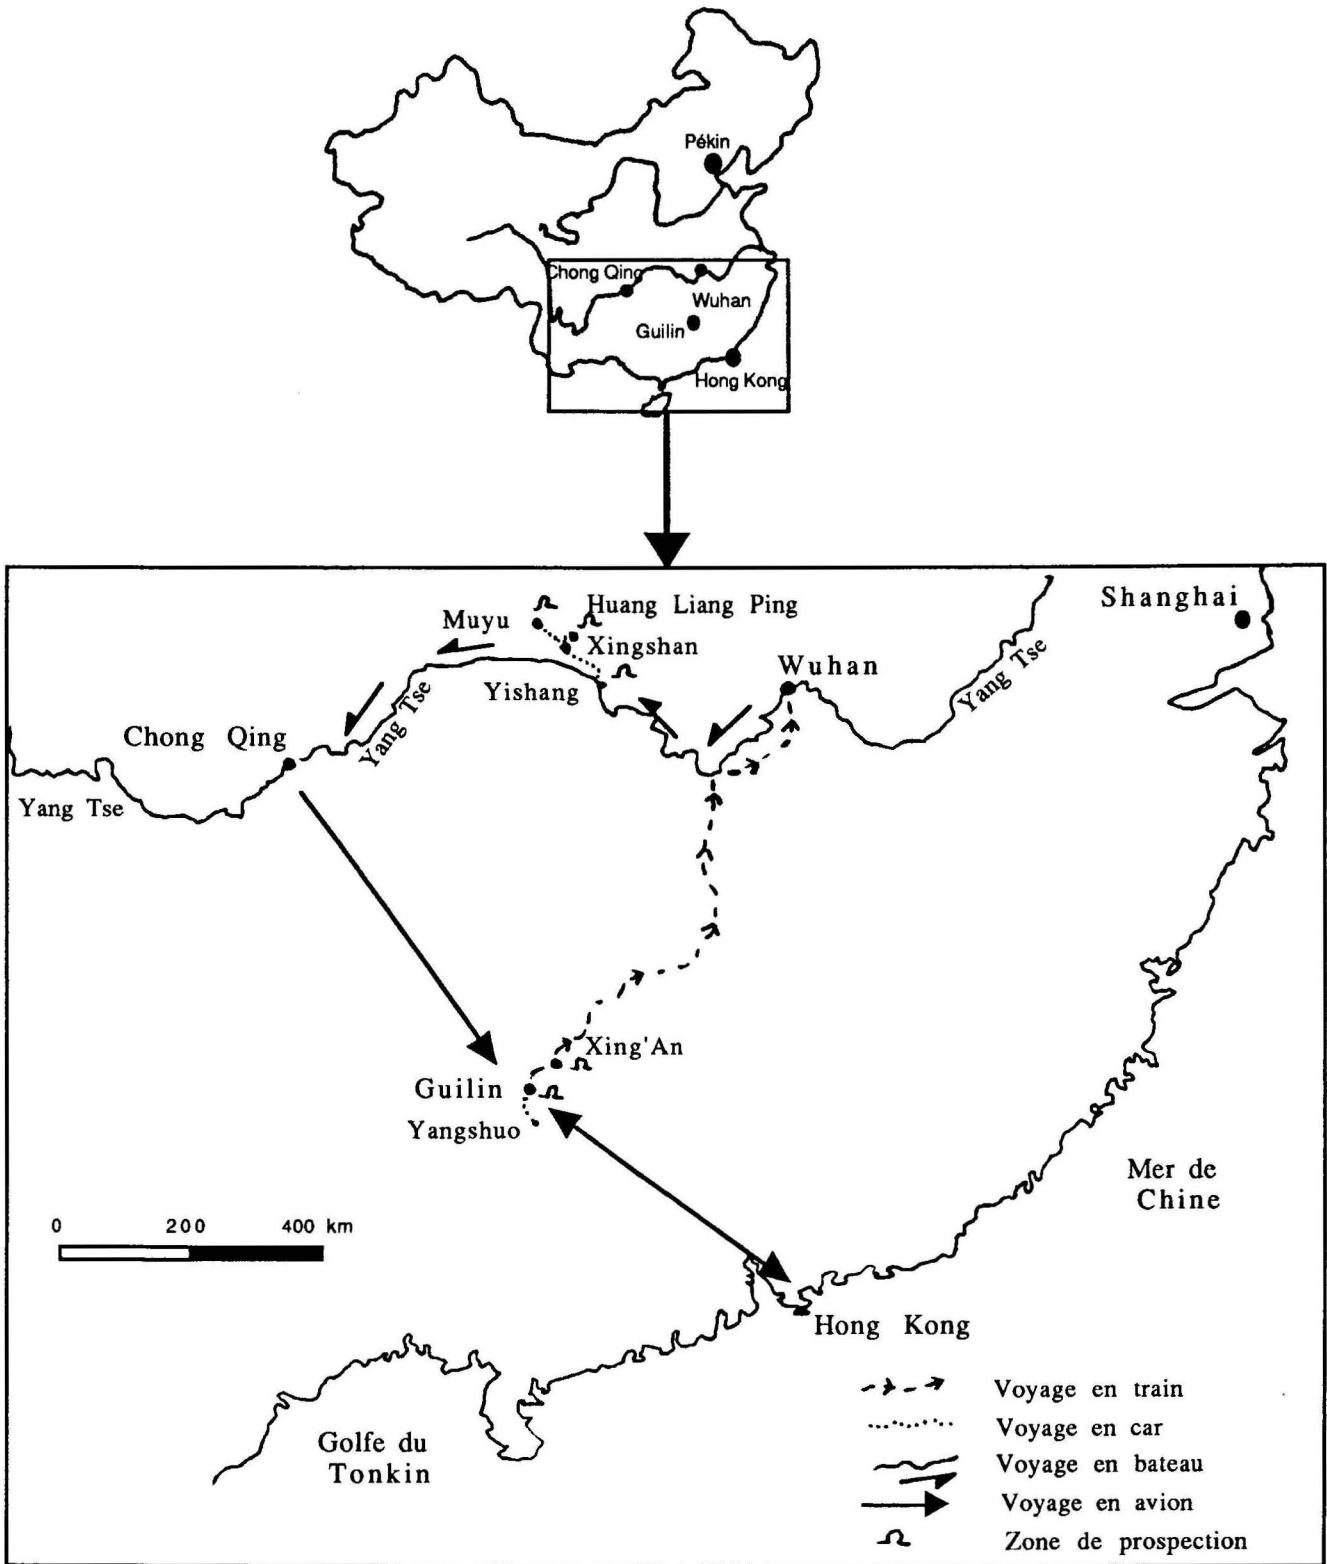 Pékin
Chong Qing
Wuhan
Guilin
Hong Kong
Shanghai
Huang Liang Ping
Muyu
Xingshan
Wuhan
Yang Tse
Yishang
Yang Tse
Chong Qing
Yang Tse
Xing'An
Guilin
Yangshuo
Mer de
Chine
0 200 400 km
Hong Kong
Golfe du
Tonkin
Voyage en train
Voyage en car
Voyage en bateau
Voyage en avion
Zone de prospection